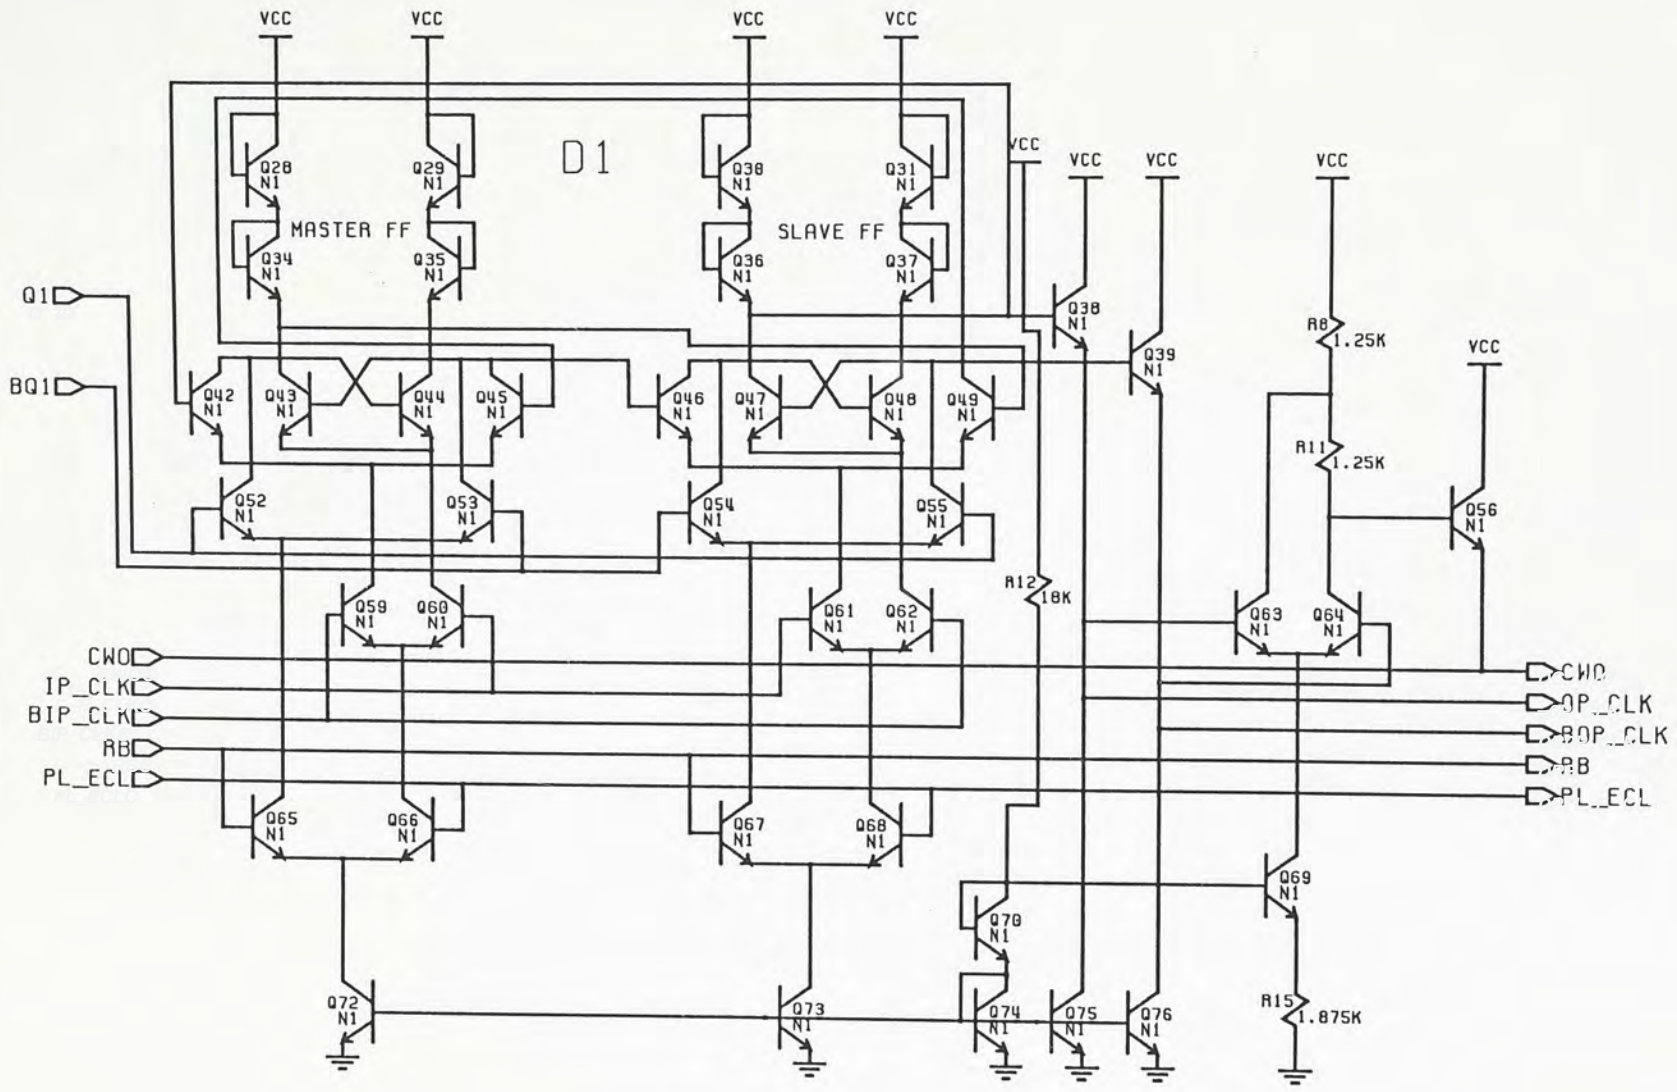 VCC
VCC
VCC
VCC
D1
VCC
VCC
VCC
VCC
Q28
N1
Q29
N1
Q30
N1
Q31
N1
MASTER FF
SLAVE FF
Q34
N1
Q35
N1
Q36
N1
Q37
N1
Q1
Q38
N1
R8
1.25K
Q39
N1
VCC
BQ1
Q42
N1
Q43
N1
Q44
N1
Q45
N1
Q46
N1
Q47
N1
Q48
N1
Q49
N1
R11
1.25K
Q52
N1
Q53
N1
Q54
N1
Q55
N1
Q56
N1
R12
18K
Q59
N1
Q60
N1
Q61
N1
Q62
N1
Q63
N1
Q64
N1
CWO
CWO
IP_CLK
OP_CLK
BIP_CLK
BOP_CLK
RB
RB
PL_ECL
PL_ECL
Q65
N1
Q66
N1
Q67
N1
Q68
N1
Q69
N1
Q70
N1
Q72
N1
Q73
N1
Q74
N1
Q75
N1
Q76
N1
R15
1.875K